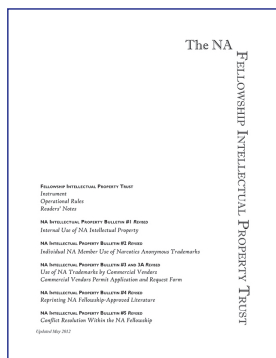 The NA
FELLOWSHIP INTELLECTUAL PROPERTY TRUST
FELLOWSHIP INTELLECTUAL PROPERTY TRUST
Instrument
Operational Rules
Readers' Notes
NA INTELLECTUAL PROPERTY BULLETIN #1 REVISED
Internal Use of NA Intellectual Property
NA INTELLECTUAL PROPERTY BULLETIN #2 REVISED
Individual NA Member Use of Narcotics Anonymous Trademarks
NA INTELLECTUAL PROPERTY BULLETIN #3 AND 3A REVISED
Use of NA Trademarks by Commercial Vendors
Commercial Vendors Permit Application and Request Form
NA INTELLECTUAL PROPERTY BULLETIN #4 REVISED
Reprinting NA Fellowship-Approved Literature
NA INTELLECTUAL PROPERTY BULLETIN #5 REVISED
Conflict Resolution Within the NA Fellowship
Updated May 2012